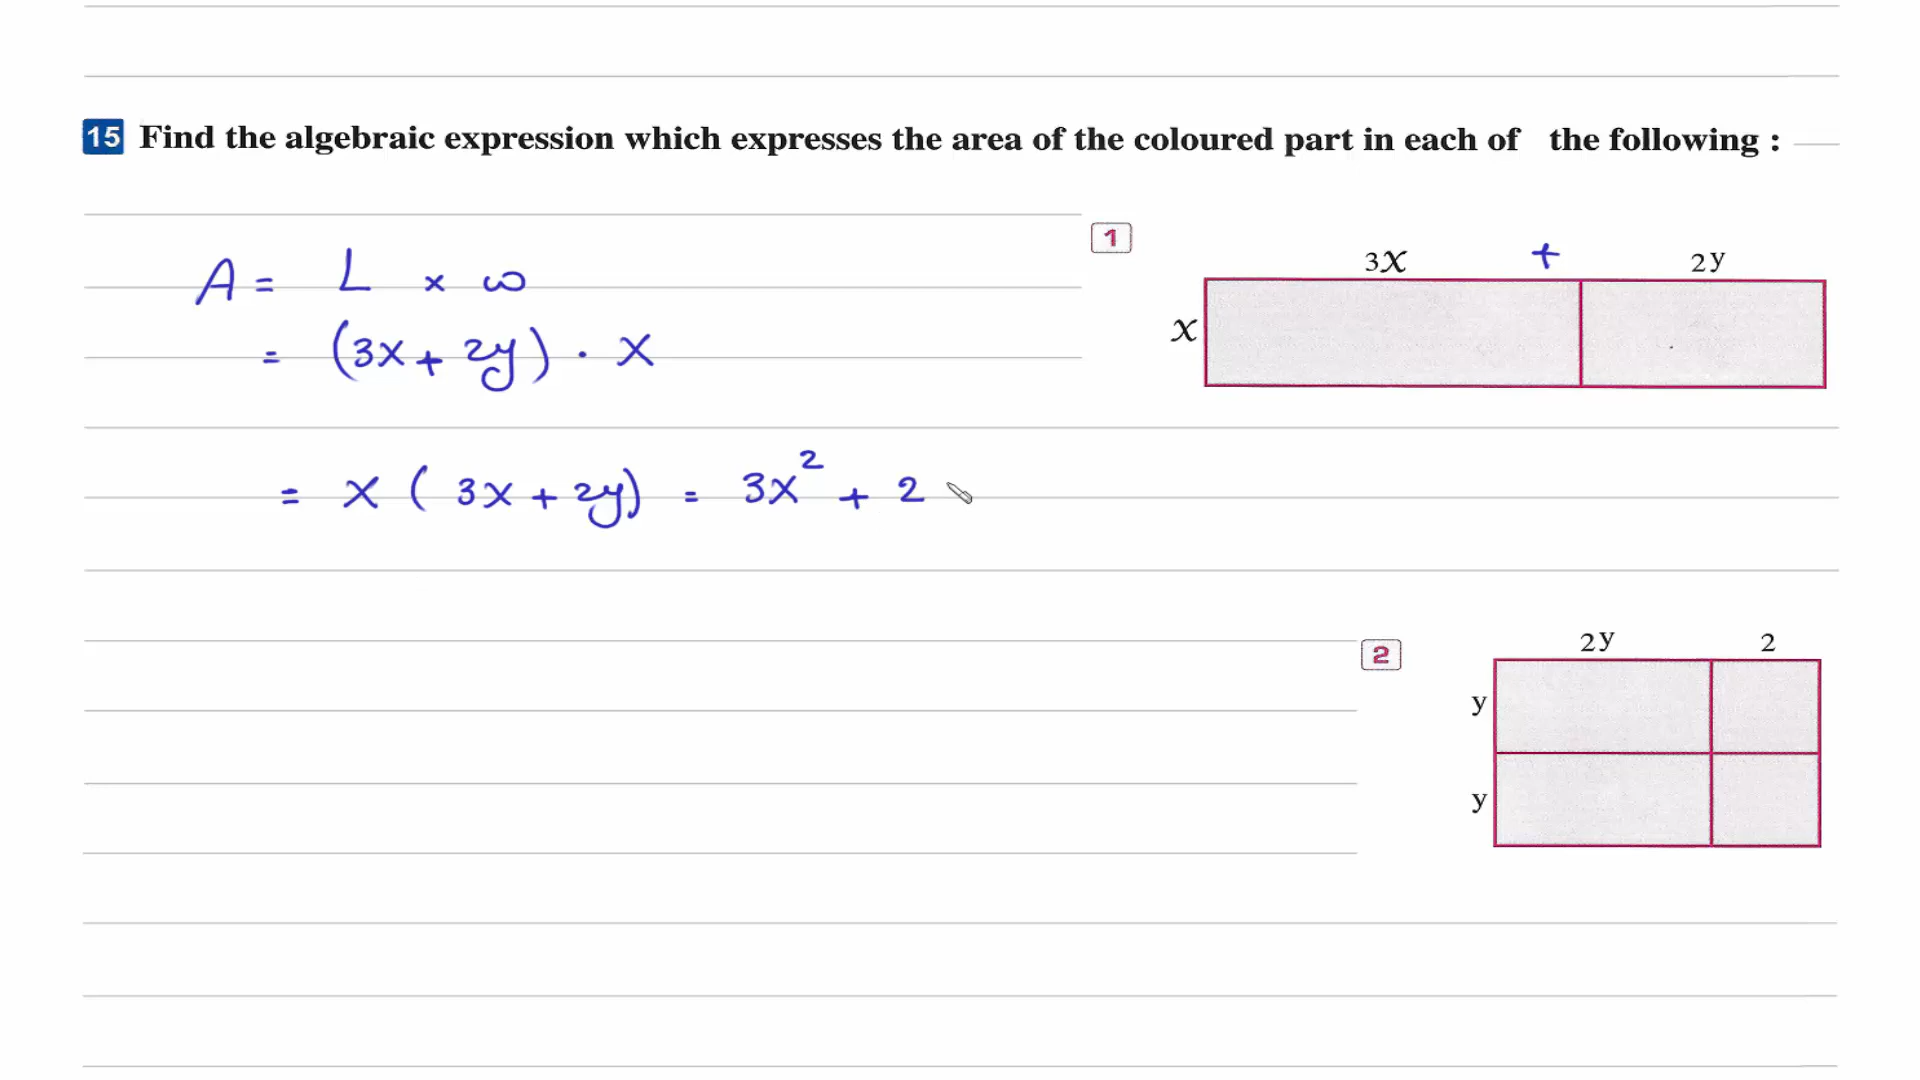 15 Find the algebraic expression which expresses the area of the coloured part in each of the following :
1
3x + 2y
x
A = L × ω
= (3x + 2y) · x
= x ( 3x + 2y) = 3x² + 2
2
2y 2
y
y